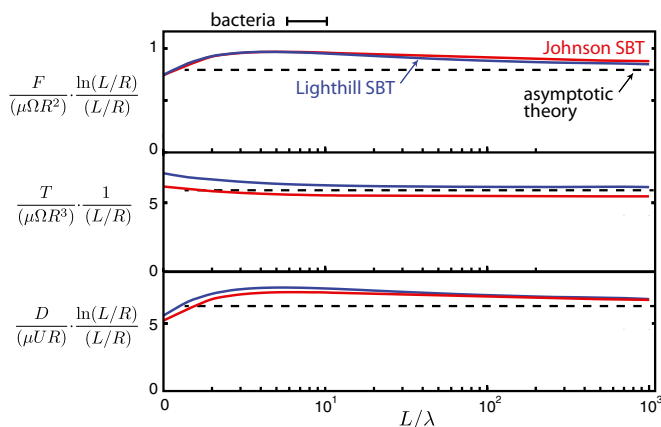 bacteria
1
Johnson SBT
Lighthill SBT
asymptotic
theory
F/(μΩR²) · ln(L/R)/(L/R)
0
T/(μΩR³) · 1/(L/R)
5
0
D/(μUR) · ln(L/R)/(L/R)
5
0
0 10¹ 10² 10³
L/λ